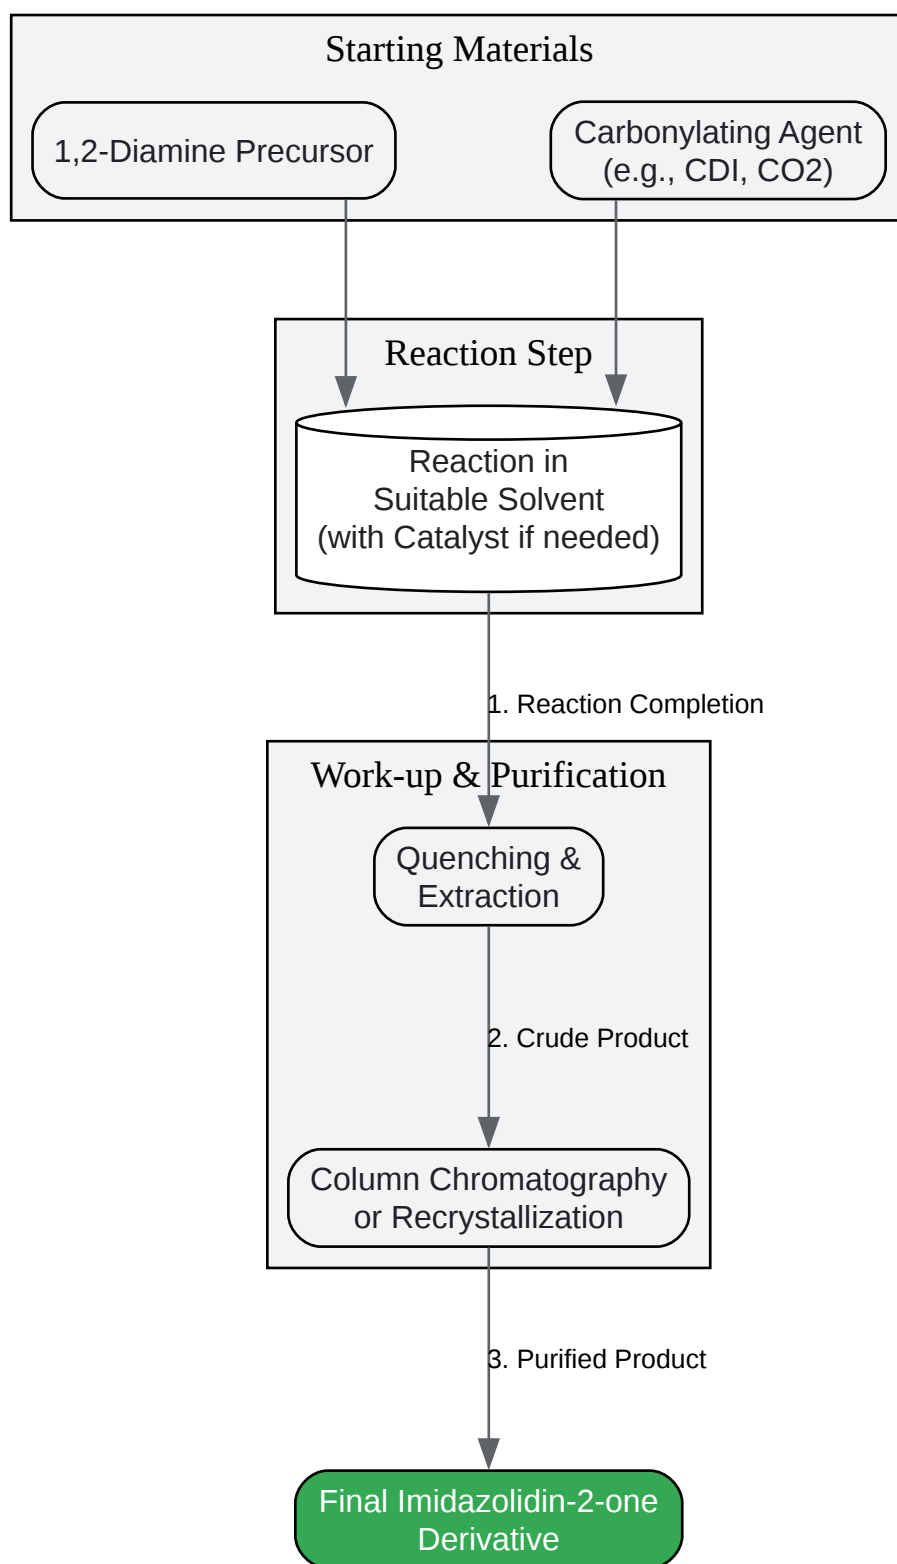 Starting Materials
1,2-Diamine Precursor
Carbonylating Agent
(e.g., CDI, CO2)
Reaction Step
Reaction in
Suitable Solvent
(with Catalyst if needed)
1. Reaction Completion
Work-up & Purification
Quenching &
Extraction
2. Crude Product
Column Chromatography
or Recrystallization
3. Purified Product
Final Imidazolidin-2-one
Derivative